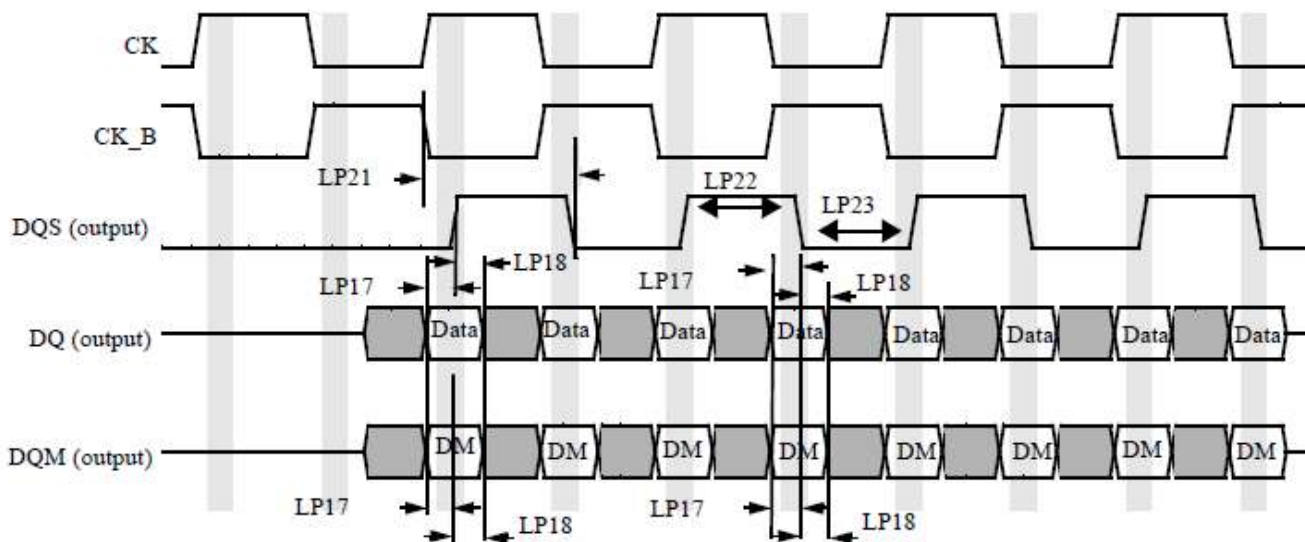 CK
CK_B
LP21
LP22
DQS (output)
LP23
LP18
LP17
LP17
LP18
DQ (output)
Data Data Data Data Data Data Data Data
DQM (output)
DM DM DM DM DM DM DM DM
LP17
LP18
LP17
LP18